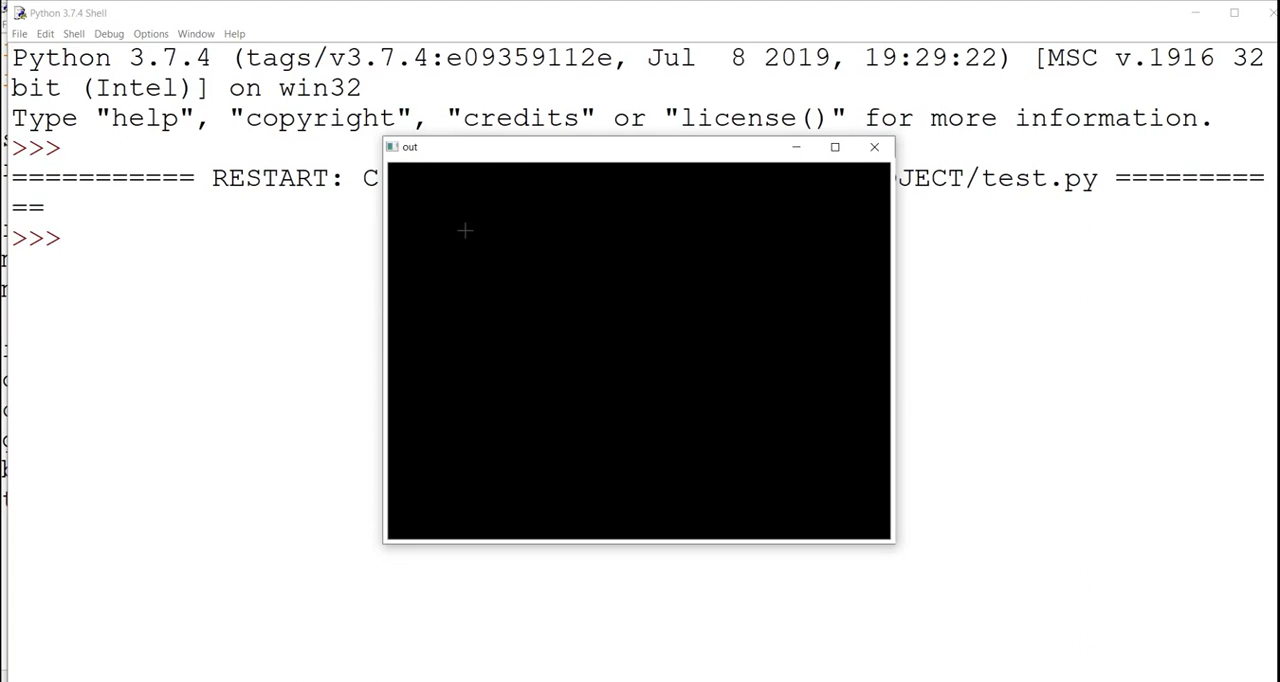 Python 3.7.4 Shell
File Edit Shell Debug Options Window Help
Python 3.7.4 (tags/v3.7.4:e09359112e, Jul  8 2019, 19:29:22) [MSC v.1916 32
bit (Intel)] on win32
Type "help", "copyright", "credits" or "license()" for more information.
>>>
=========== RESTART: C JECT/test.py =========
==
>>>
out